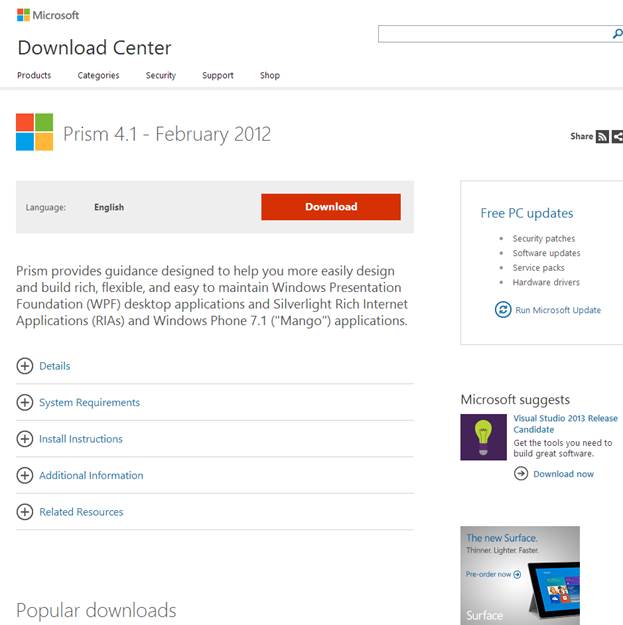 Microsoft
Download Center
Products Categories Security Support Shop
Prism 4.1 - February 2012
Share
Language: English Download
Prism provides guidance designed to help you more easily design
and build rich, flexible, and easy to maintain Windows Presentation
Foundation (WPF) desktop applications and Silverlight Rich Internet
Applications (RIAs) and Windows Phone 7.1 ("Mango") applications.
Details
System Requirements
Install Instructions
Additional Information
Related Resources
Popular downloads
Free PC updates
• Security patches
• Software updates
• Service packs
• Hardware drivers
Run Microsoft Update
Microsoft suggests
Visual Studio 2013 Release
Candidate
Get the tools you need to
build great software.
Download now
The new Surface.
Thinner. Lighter. Faster.
Pre-order now
Surface